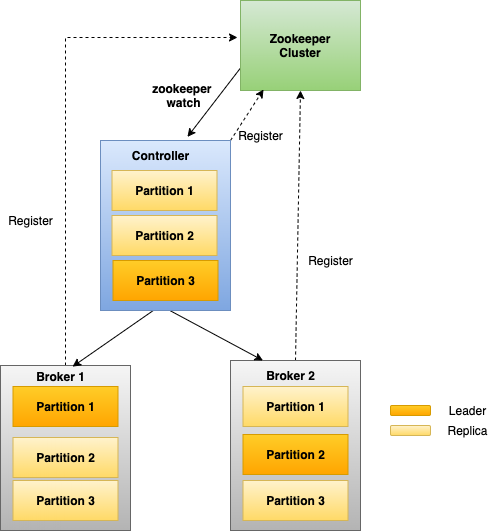 Zookeeper
Cluster
zookeeper
watch
Register
Controller
Partition 1
Partition 2
Partition 3
Register
Register
Broker 1
Partition 1
Partition 2
Partition 3
Broker 2
Partition 1
Partition 2
Partition 3
Leader
Replica